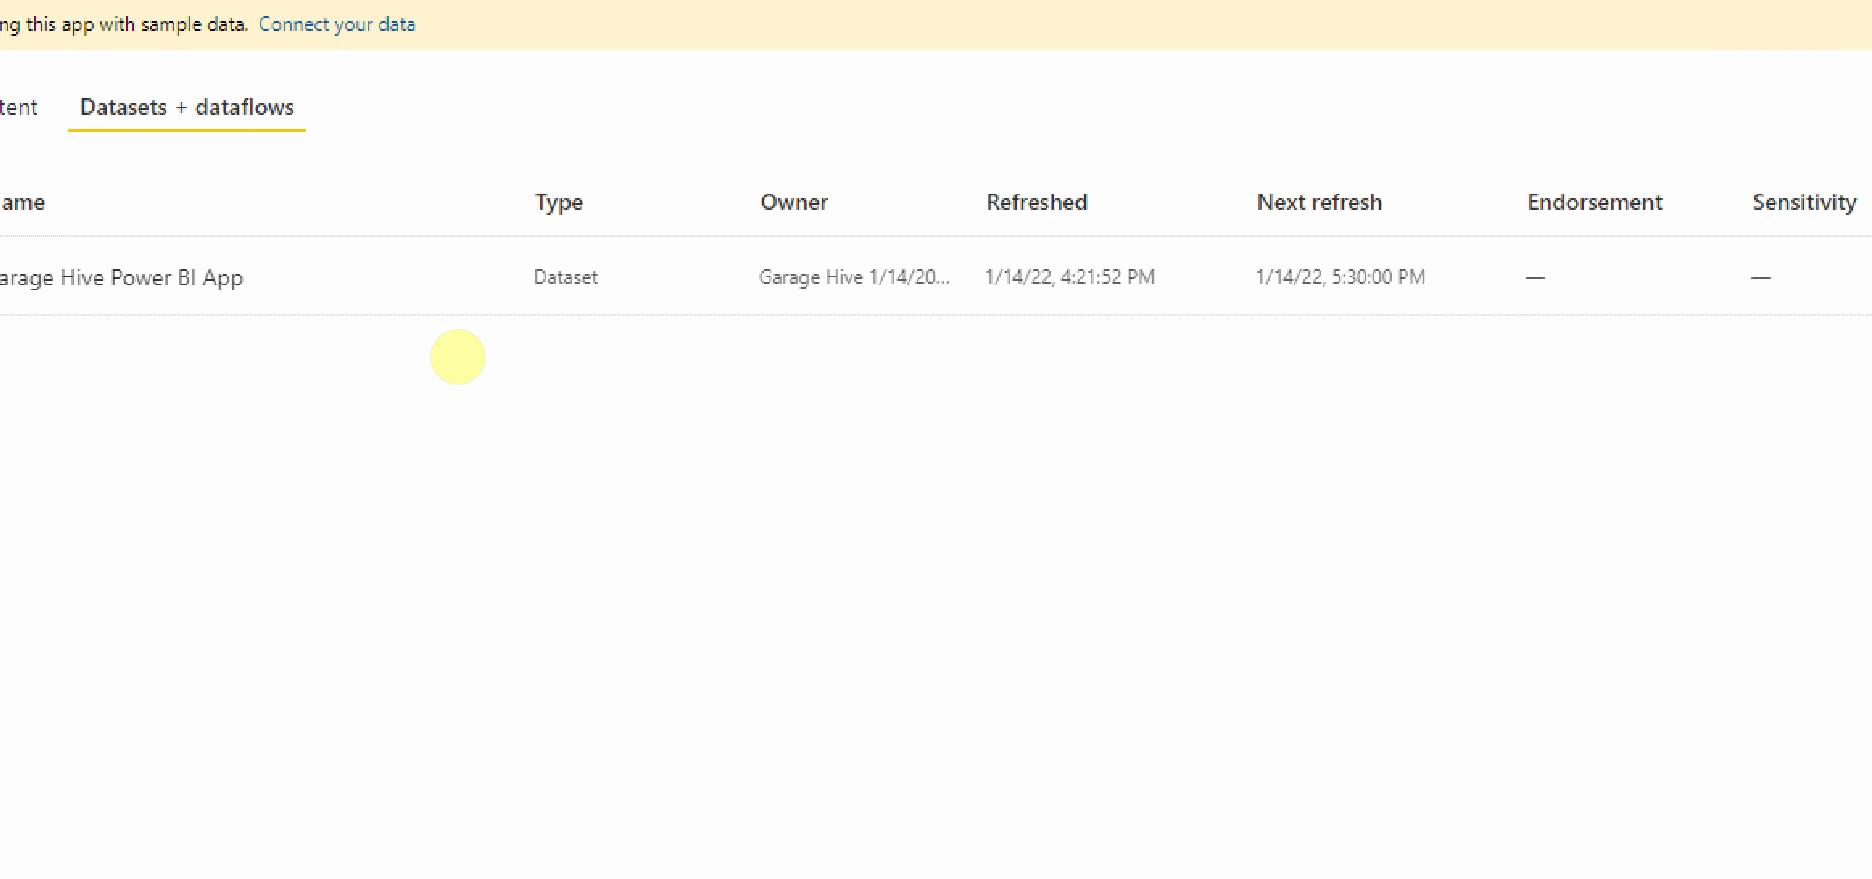 ng this app with sample data. Connect your data
tent Datasets + dataflows
ame Type Owner Refreshed Next refresh Endorsement Sensitivity
arage Hive Power BI App Dataset Garage Hive 1/14/20... 1/14/22, 4:21:52 PM 1/14/22, 5:30:00 PM — —